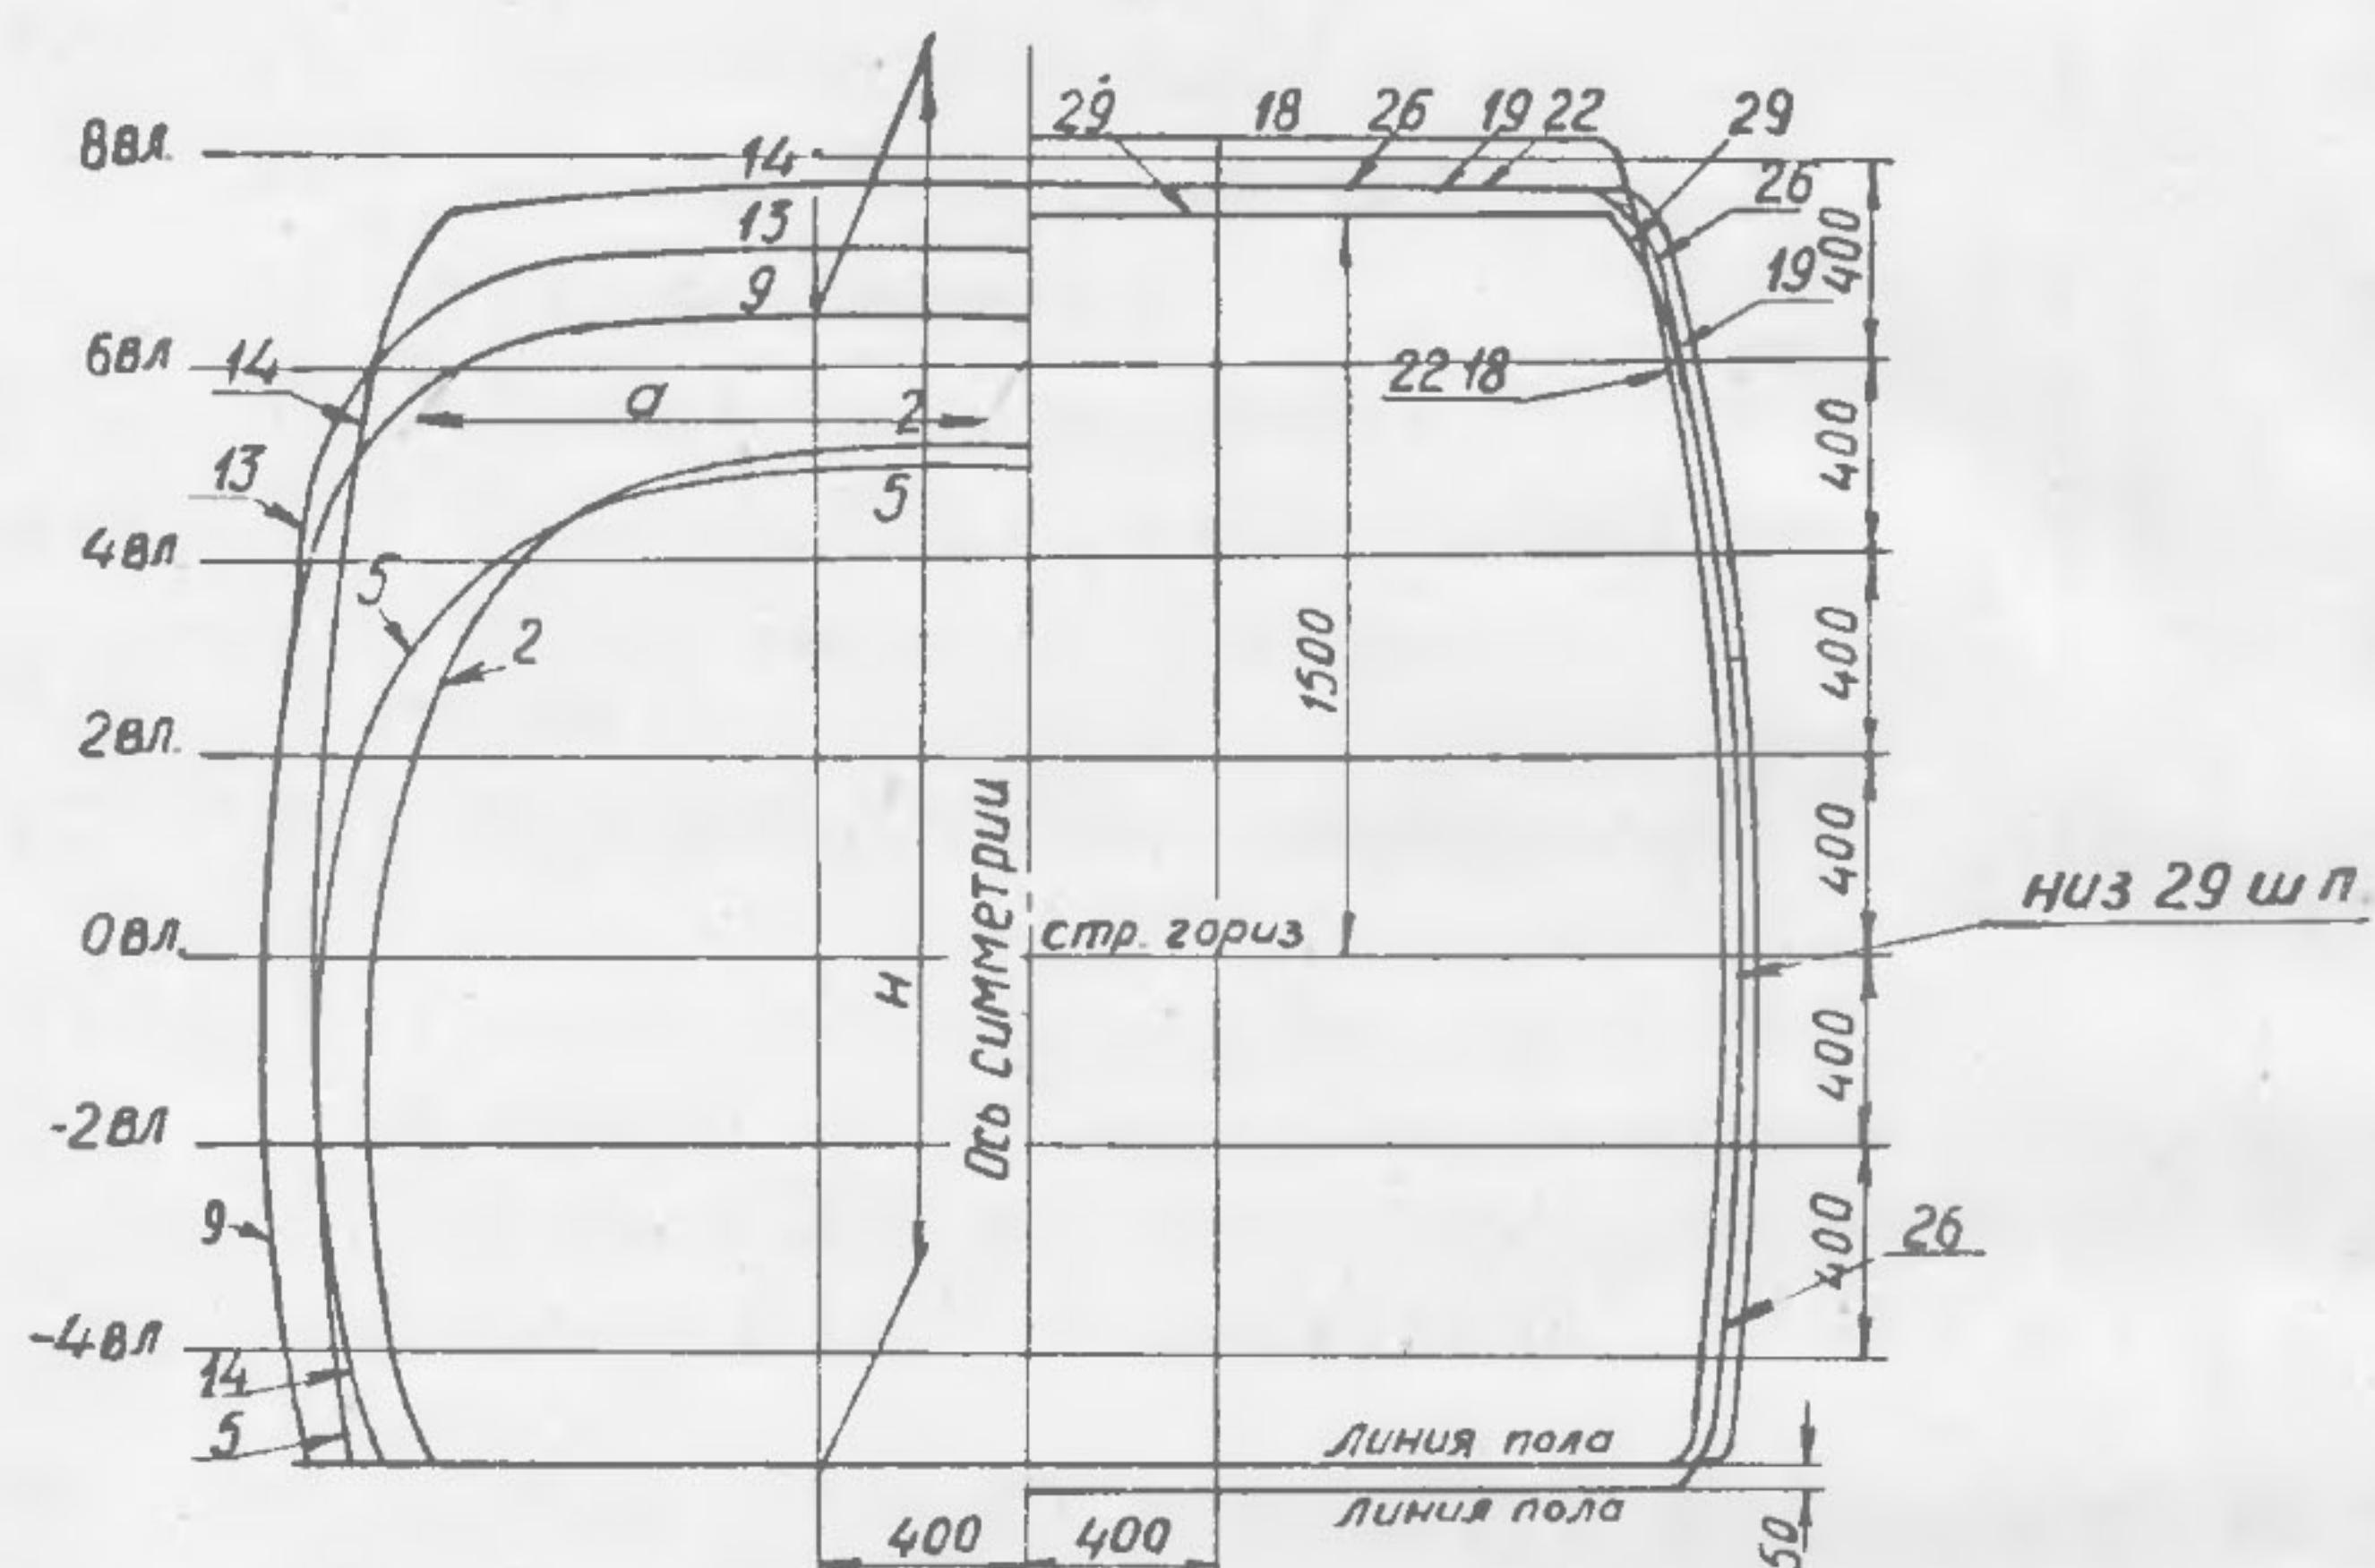 29 18 26 19 22 29
8вл. 14
26
13
400
19
9
6вл 14
22 18
а 2
400
13
5
4вл.
5
2
400
1500
2вл.
400
низ 29 шп.
0вл.
стр. гориз
Н
Ось симметрии
400
-2вл
9
400
26
-4вл
14
5
Линия пола
Линия пола
400 400
50